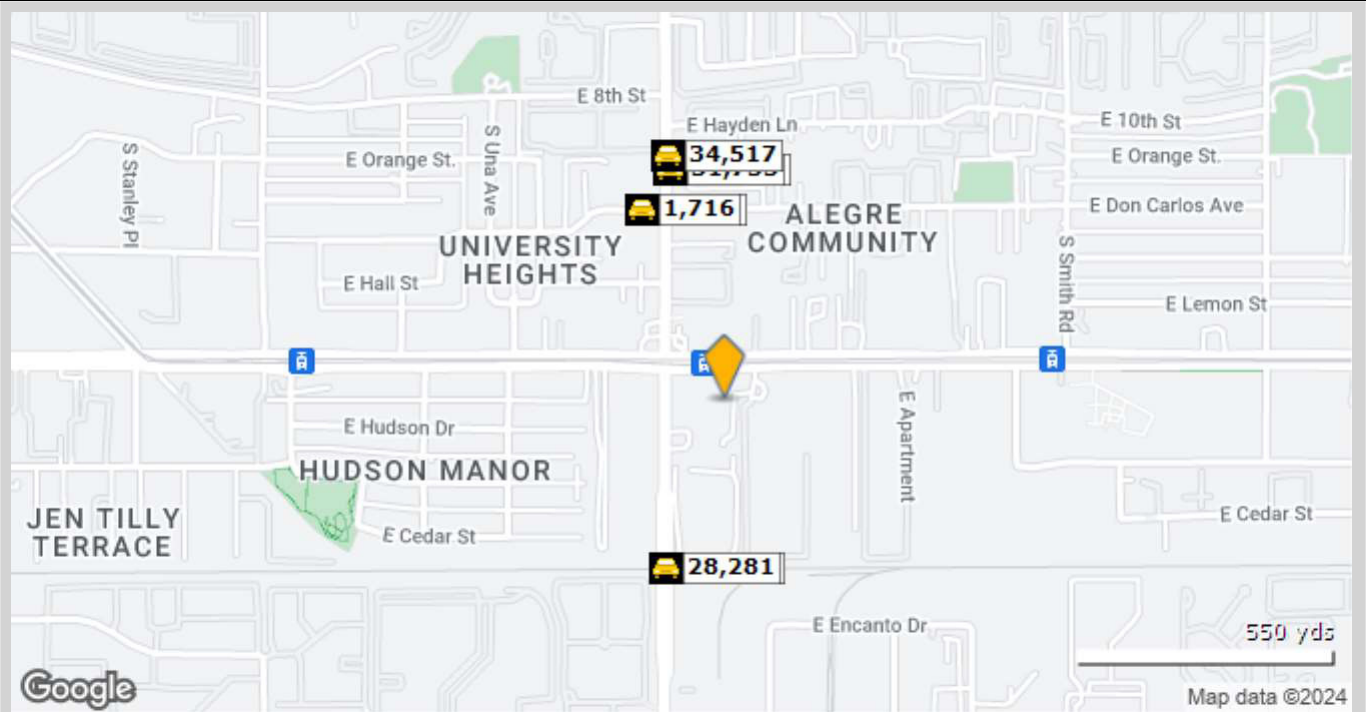 E 8th St
E Hayden Ln
E 10th St
34,517
E Orange St.
E Orange St.
S Stanley Pl
S Una Ave
1,716
E Don Carlos Ave
ALEGRE
COMMUNITY
UNIVERSITY
HEIGHTS
S Smith Rd
E Hall St
E Lemon St
E Hudson Dr
E Apartment
HUDSON MANOR
JEN TILLY
TERRACE
E Cedar St
E Cedar St
28,281
E Encanto Dr
550 yds
Google
Map data ©2024